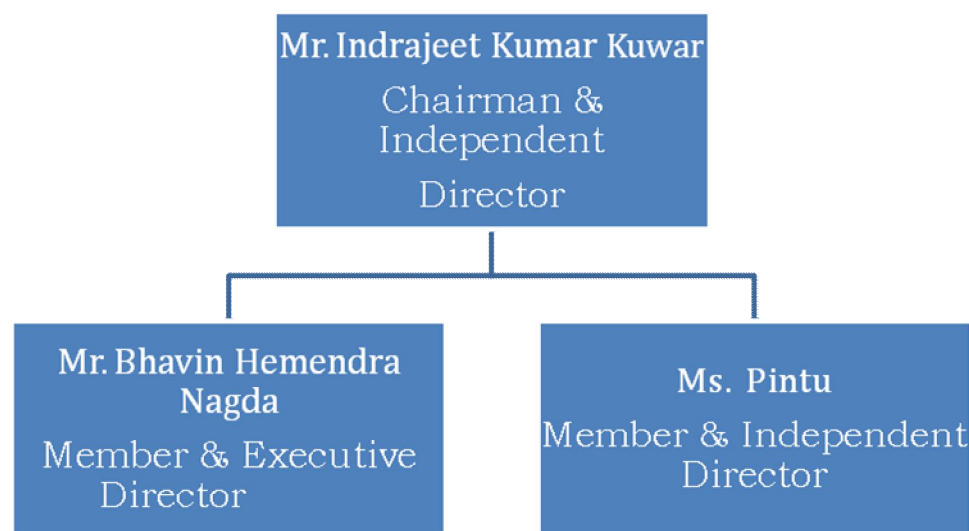 Mr. Indrajeet Kumar Kuwar
Chairman &
Independent
Director
Mr. Bhavin Hemendra
Nagda
Member & Executive
Director
Ms. Pintu
Member & Independent
Director